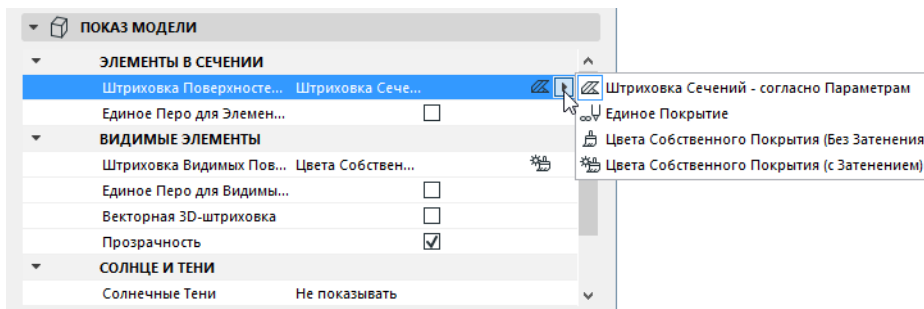 ПОКАЗ МОДЕЛИ
ЭЛЕМЕНТЫ В СЕЧЕНИИ
Штриховка Поверхносте... Штриховка Сече...
Штриховка Сечений - согласно Параметрам
Единое Перо для Элемен...
Единое Покрытие
ВИДИМЫЕ ЭЛЕМЕНТЫ
Цвета Собственного Покрытия (Без Затенения
Штриховка Видимых Пов... Цвета Собствен...
Цвета Собственного Покрытия (с Затенением)
Единое Перо для Видимы...
Векторная 3D-штриховка
Прозрачность
СОЛНЦЕ И ТЕНИ
Солнечные Тени Не показывать